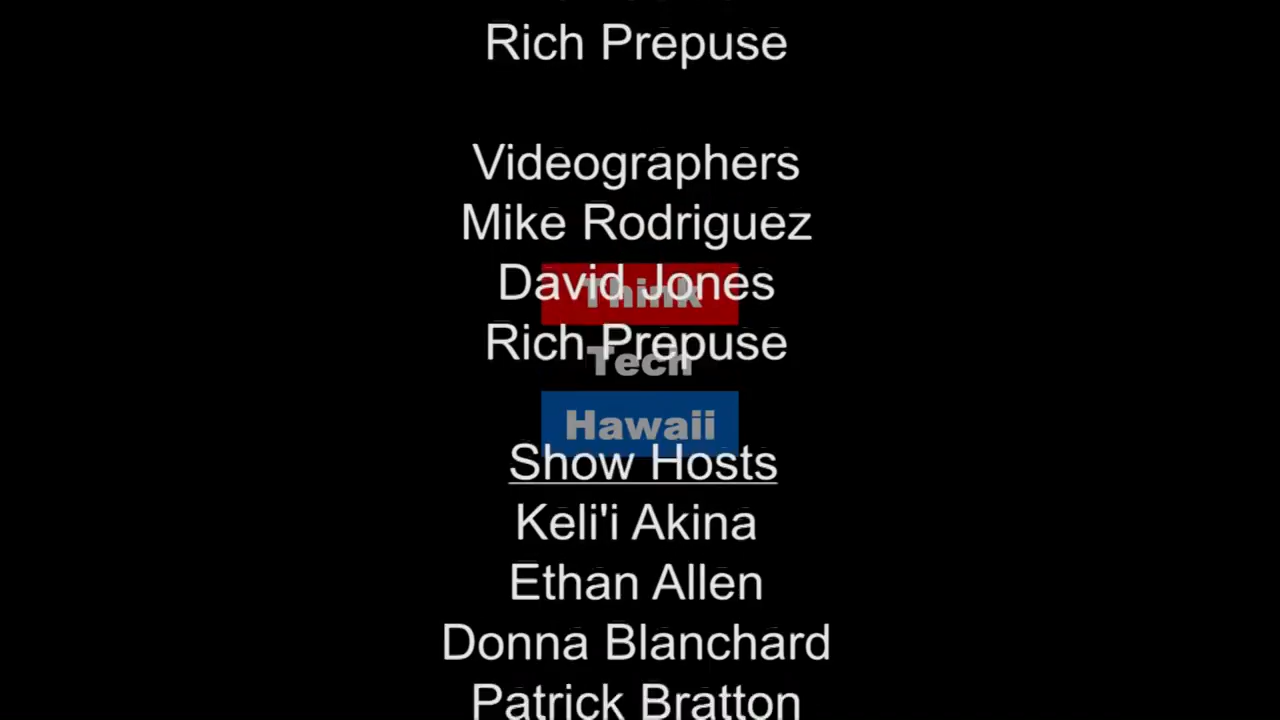 Rich Prepuse
Videographers
Mike Rodriguez
David Jones
Think
Rich Prepuse
Tech
Hawaii
Show Hosts
Keli'i Akina
Ethan Allen
Donna Blanchard
Patrick Bratton